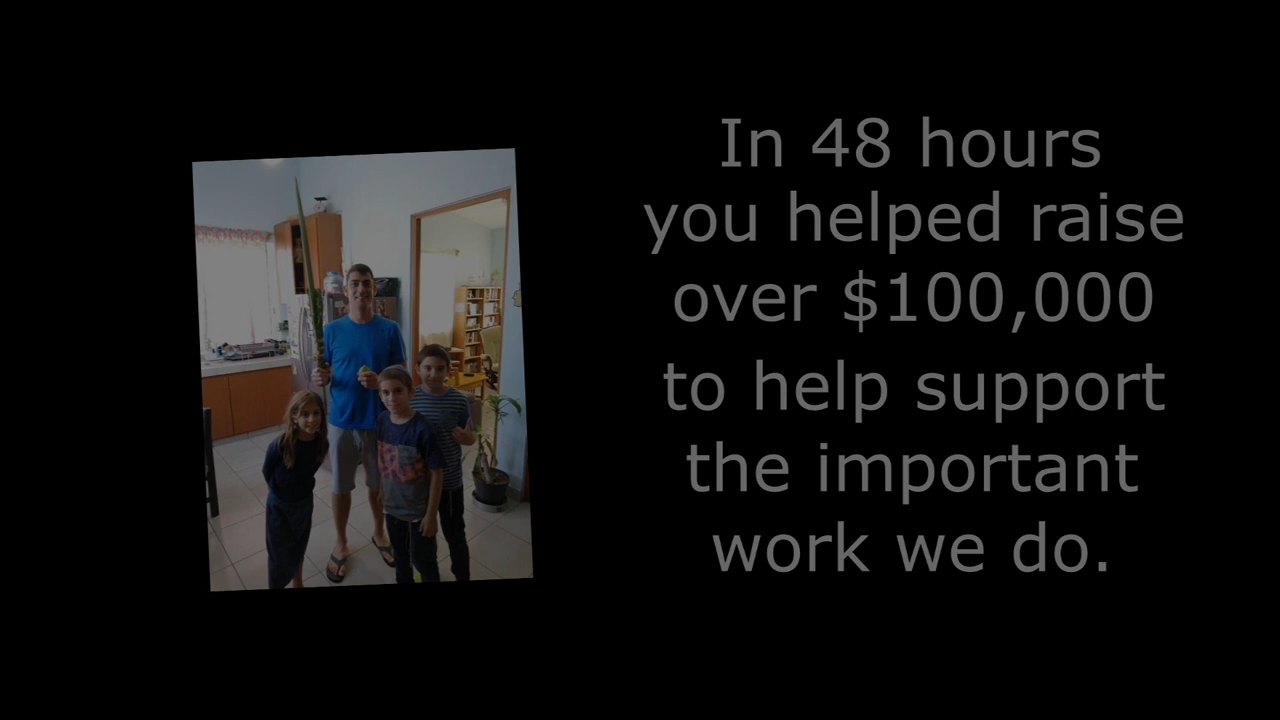 In 48 hours
you helped raise
over $100,000
to help support
the important
work we do.